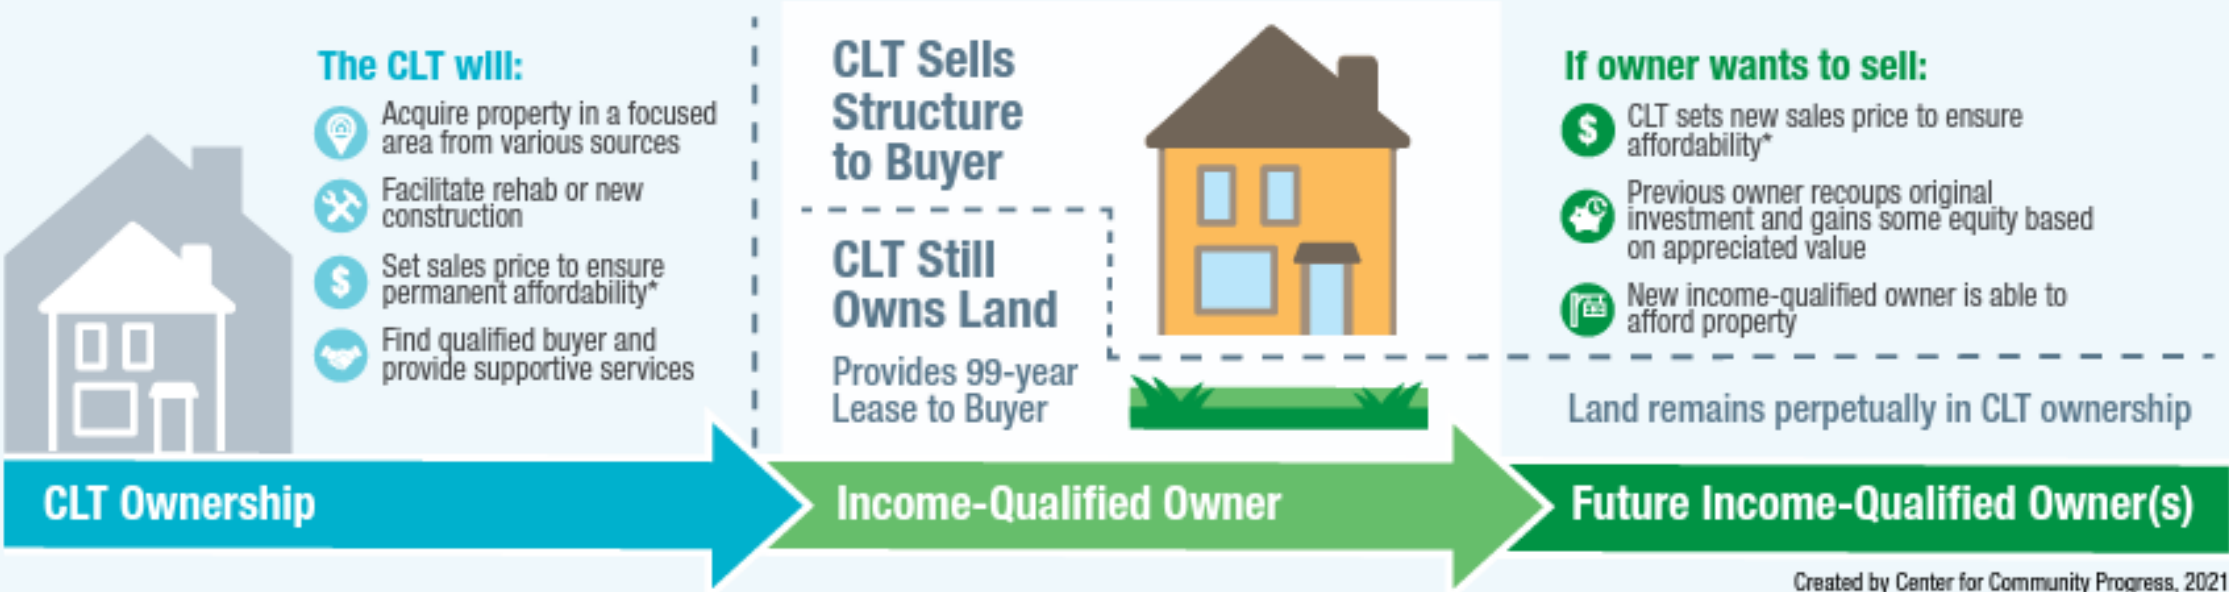 The CLT will:
Acquire property in a focused
area from various sources
Facilitate rehab or new
construction
Set sales price to ensure
permanent affordability*
Find qualified buyer and
provide supportive services
CLT Ownership
CLT Sells
Structure
to Buyer
CLT Still
Owns Land
Provides 99-year
Lease to Buyer
Income-Qualified Owner
If owner wants to sell:
$ CLT sets new sales price to ensure
affordability*
Previous owner recoups original
investment and gains some equity based
on appreciated value
New income-qualified owner is able to
afford property
Land remains perpetually in CLT ownership
Future Income-Qualified Owner(s)
Created by Center for Community Progress, 2021